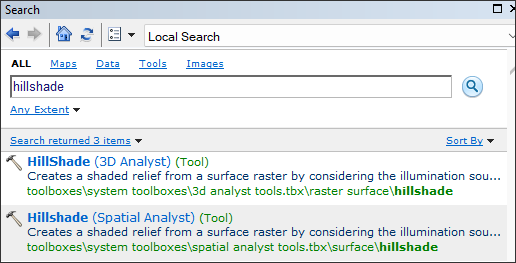 Search
Local Search
ALL Maps Data Tools Images
hillshade
Any Extent
Search returned 3 items Sort By
HillShade (3D Analyst) (Tool)
Creates a shaded relief from a surface raster by considering the illumination sou...
toolboxes\system toolboxes\3d analyst tools.tbx\raster surface\hillshade
Hillshade (Spatial Analyst) (Tool)
Creates a shaded relief from a surface raster by considering the illumination sou...
toolboxes\system toolboxes\spatial analyst tools.tbx\surface\hillshade